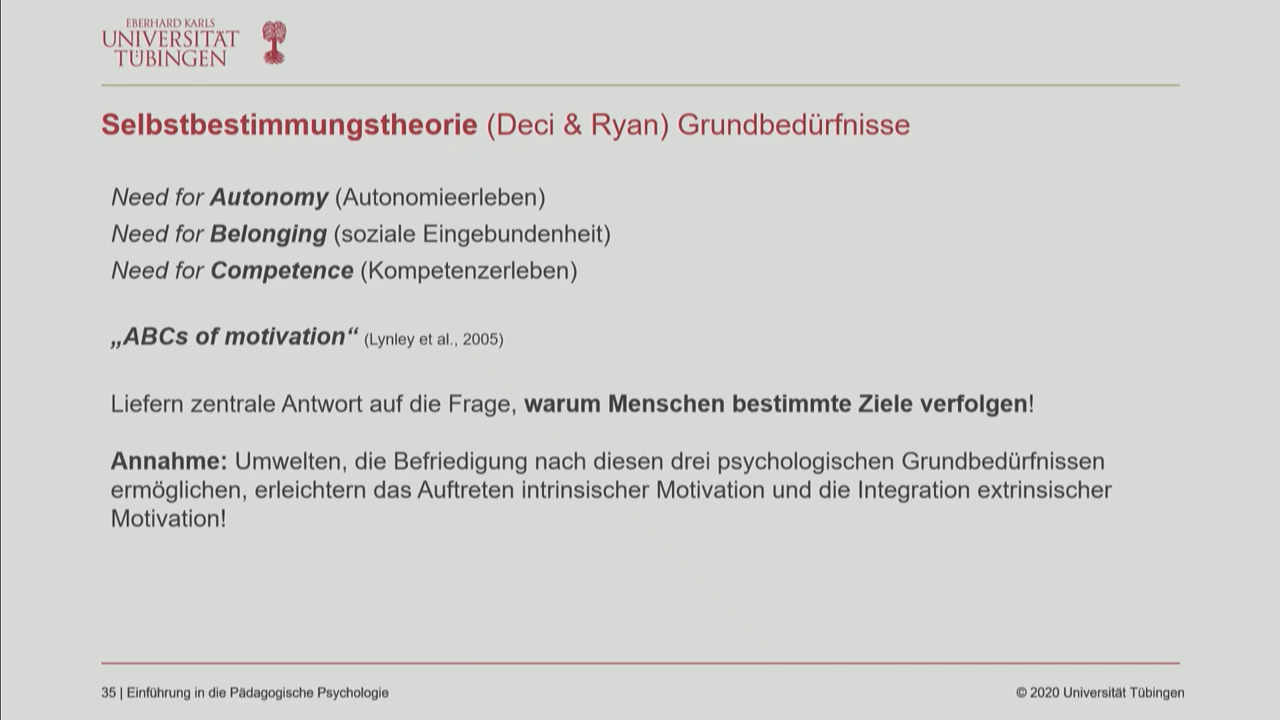 EBERHARD KARLS
UNIVERSITÄT
TÜBINGEN
Selbstbestimmungstheorie (Deci & Ryan) Grundbedürfnisse
Need for Autonomy (Autonomieerleben)
Need for Belonging (soziale Eingebundenheit)
Need for Competence (Kompetenzerleben)
„ABCs of motivation“ (Lynley et al., 2005)
Liefern zentrale Antwort auf die Frage, warum Menschen bestimmte Ziele verfolgen!
Annahme: Umwelten, die Befriedigung nach diesen drei psychologischen Grundbedürfnissen
ermöglichen, erleichtern das Auftreten intrinsischer Motivation und die Integration extrinsischer
Motivation!
35 | Einführung in die Pädagogische Psychologie
© 2020 Universität Tübingen